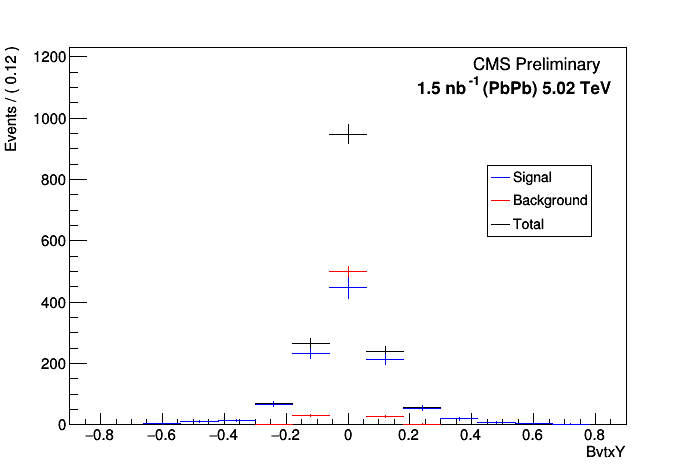 Events / ( 0.12 )
1200
1000
800
600
400
200
0
CMS Preliminary
1.5 nb-1 (PbPb) 5.02 TeV
Signal
Background
Total
−0.8 −0.6 −0.4 −0.2 0 0.2 0.4 0.6 0.8
BvtxY